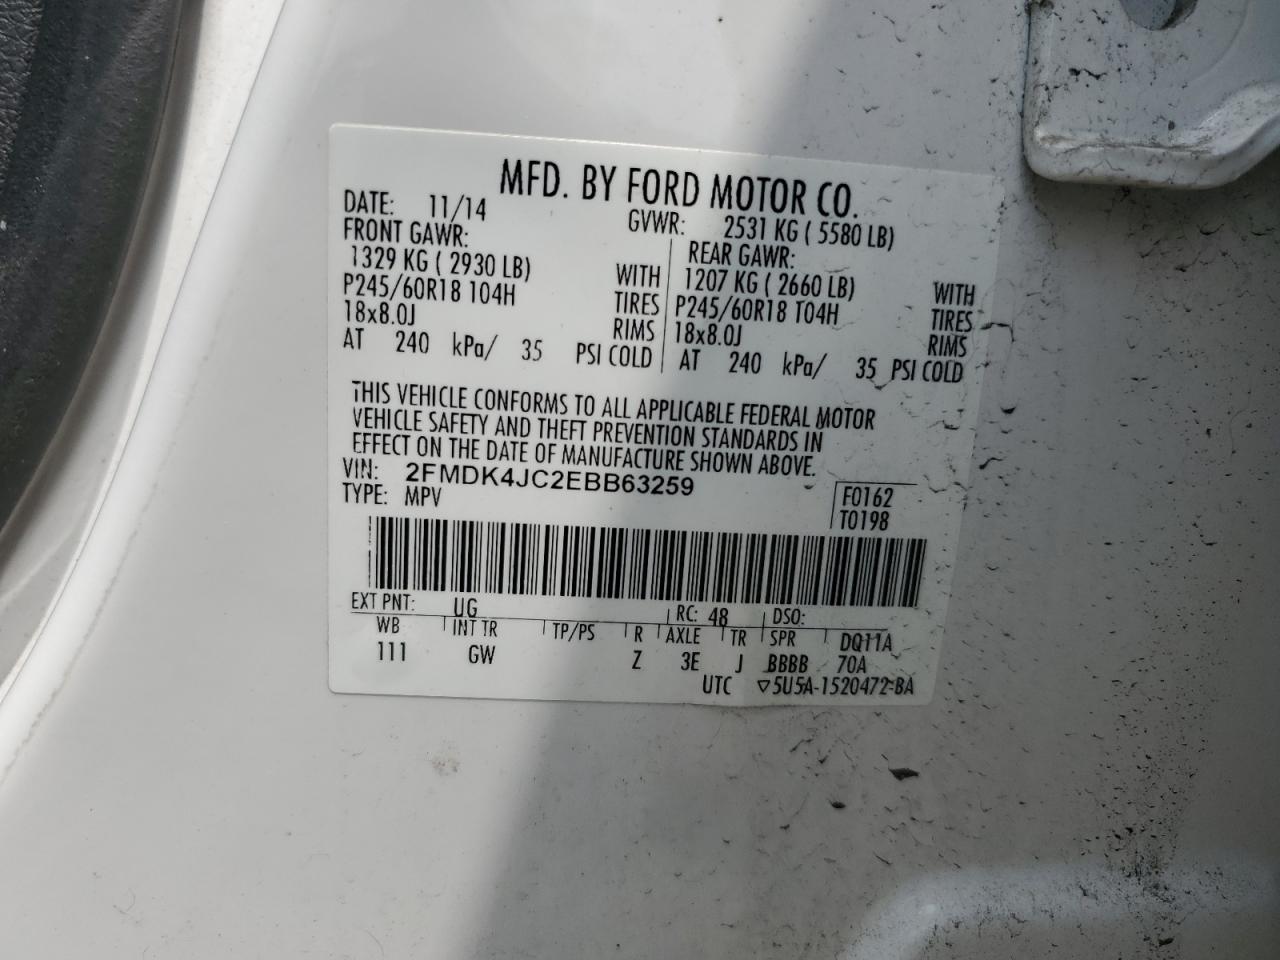 MFD. BY FORD MOTOR CO.
DATE: 11/14 GVWR: 2531 KG ( 5580 LB)
FRONT GAWR: REAR GAWR:
1329 KG ( 2930 LB) WITH 1207 KG ( 2660 LB) WITH
P245/60R18 104H TIRES P245/60R18 104H TIRES
18x8.0J RIMS 18x8.0J RIMS
AT 240 kPa/ 35 PSI COLD AT 240 kPa/ 35 PSI COLD
THIS VEHICLE CONFORMS TO ALL APPLICABLE FEDERAL MOTOR
VEHICLE SAFETY AND THEFT PREVENTION STANDARDS IN
EFFECT ON THE DATE OF MANUFACTURE SHOWN ABOVE.
VIN: 2FMDK4JC2EBB63259 F0162
TYPE: MPV T0198
EXT PNT: UG RC: 48 DSO:
WB INT TR TP/PS R AXLE TR SPR DQ11A
111 GW Z 3E J BBBB 70A
UTC ▽5U5A-1520472-BA